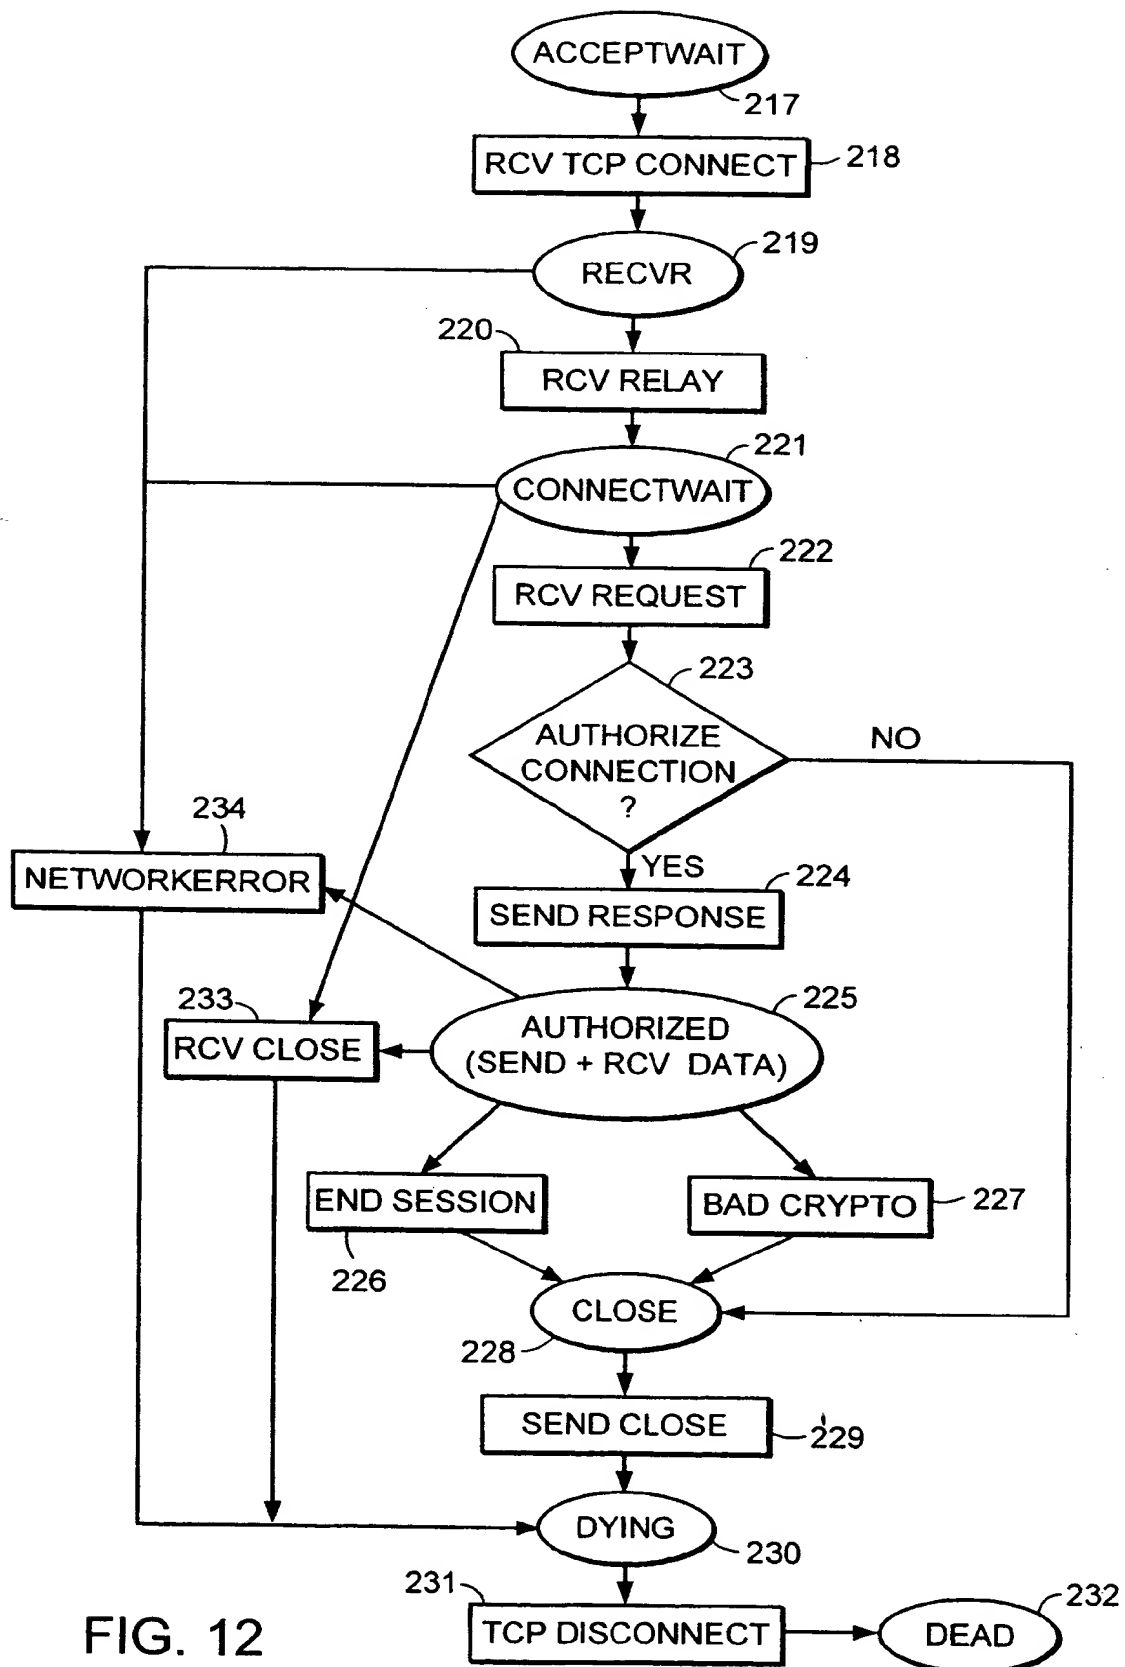 ACCEPTWAIT
217
RCV TCP CONNECT
218
219
RECVR
220
RCV RELAY
221
CONNECTWAIT
222
RCV REQUEST
223
AUTHORIZE
CONNECTION
?
NO
YES
234
NETWORKERROR
224
SEND RESPONSE
233
RCV CLOSE
225
AUTHORIZED
(SEND + RCV DATA)
END SESSION
226
BAD CRYPTO
227
CLOSE
228
SEND CLOSE
229
DYING
230
231
TCP DISCONNECT
232
DEAD
FIG. 12